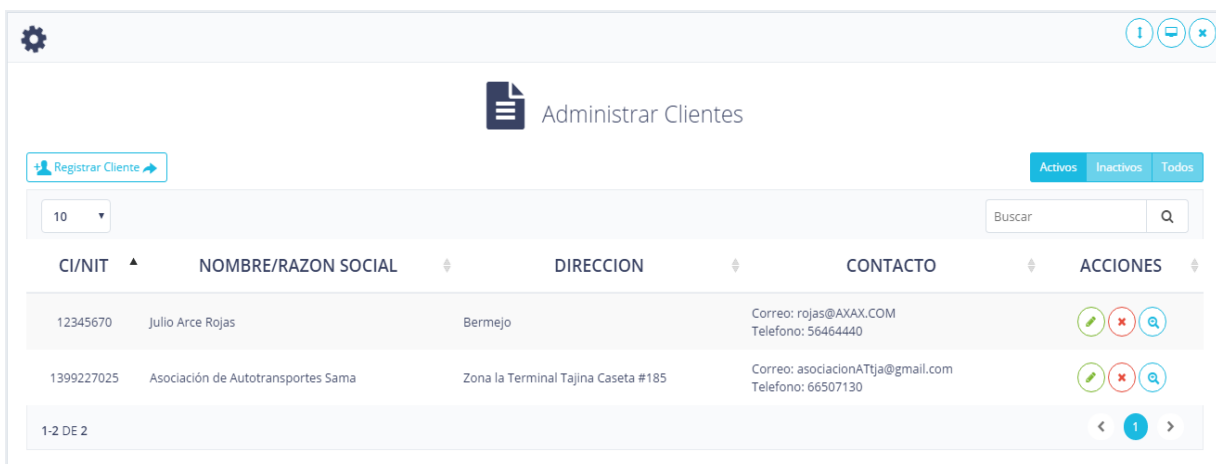 Administrar Clientes
Registrar Cliente
Activos Inactivos Todos
10
Buscar
CI/NIT NOMBRE/RAZON SOCIAL DIRECCION CONTACTO ACCIONES
12345670 Julio Arce Rojas Bermejo Correo: rojas@AXAX.COM
Telefono: 56464440
1399227025 Asociación de Autotransportes Sama Zona la Terminal Tajina Caseta #185 Correo: asociacionATtja@gmail.com
Telefono: 66507130
1-2 DE 2
1